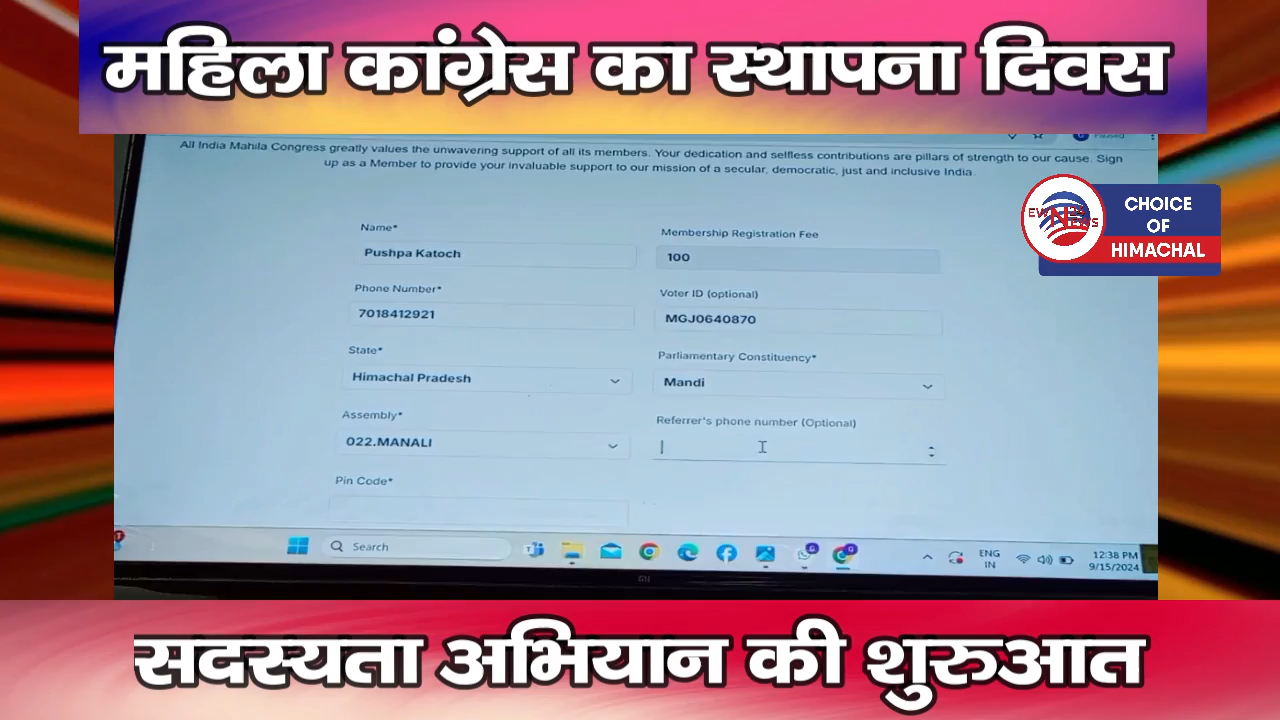 महिला कांग्रेस का स्थापना दिवस
All India Mahila Congress greatly values the unwavering support of all its members. Your dedication and selfless contributions are pillars of strength to our cause. Sign
up as a Member to provide your invaluable support to our mission of a secular, democratic, just and inclusive India.
CHOICE
OF
HIMACHAL
Name*
Membership Registration Fee
Pushpa Katoch
100
Phone Number*
Voter ID (optional)
7018412921
MGJ0640870
State*
Parliamentary Constituency*
Himachal Pradesh
Mandi
Assembly*
Referrer's phone number (Optional)
022.MANALI
Pin Code*
Search
ENG
IN
12:38 PM
9/15/2024
mi
सदस्यता अभियान की शुरुआत